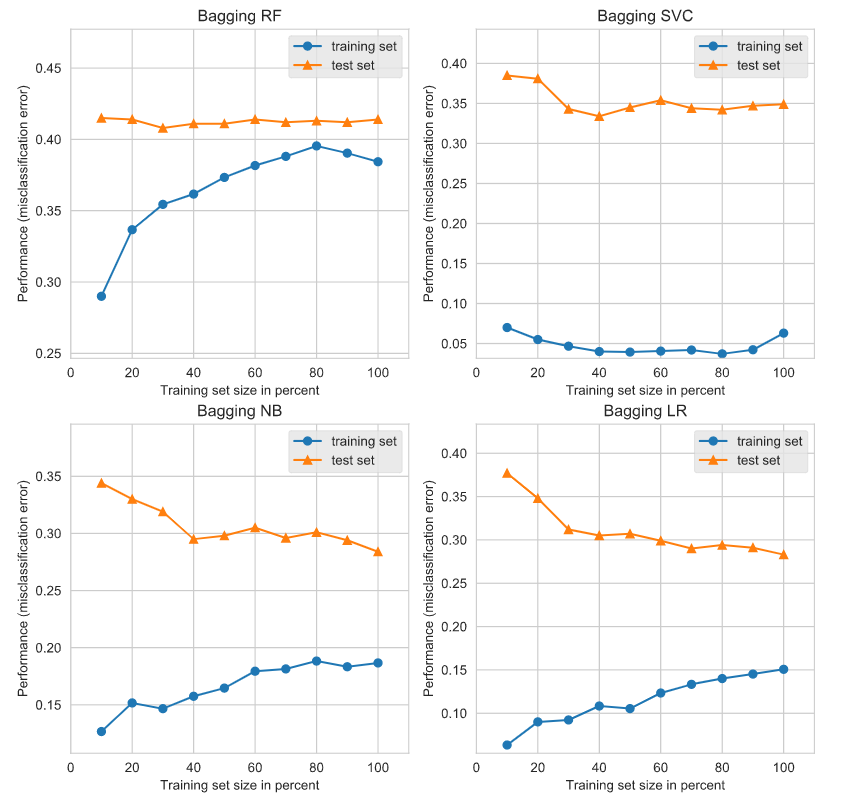 Bagging RF
training set
test set
Performance (misclassification error)
0.45
0.40
0.35
0.30
0.25
0 20 40 60 80 100
Training set size in percent
Bagging SVC
training set
test set
Performance (misclassification error)
0.40
0.35
0.30
0.25
0.20
0.15
0.10
0.05
0 20 40 60 80 100
Training set size in percent
Bagging NB
training set
test set
Performance (misclassification error)
0.35
0.30
0.25
0.20
0.15
0 20 40 60 80 100
Training set size in percent
Bagging LR
training set
test set
Performance (misclassification error)
0.40
0.35
0.30
0.25
0.20
0.15
0.10
0 20 40 60 80 100
Training set size in percent